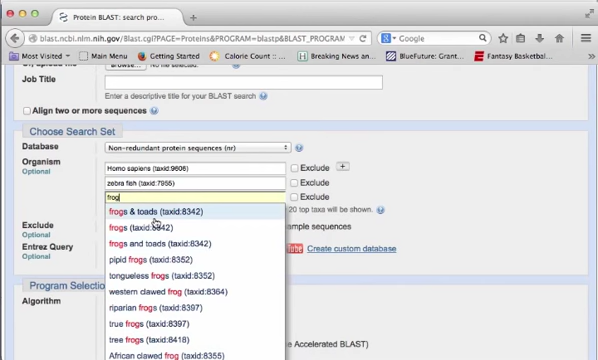 Protein BLAST: search pro...
blast.ncbi.nlm.nih.gov/Blast.cgi?PAGE=Proteins&PROGRAM=blastp&BLAST_PROGRAM
Google
Most Visited Main Menu Getting Started Calorie Count : ... Breaking News ... BlueFuture: Grant... Fantasy Basketbal...
Browse... No file selected.
Job Title
Enter a descriptive title for your BLAST search
Align two or more sequences
Choose Search Set
Database Non-redundant protein sequences (nr)
Organism
Optional
Homo sapiens (taxid:9606) Exclude +
zebra fish (taxid:7955) Exclude
frog Exclude
20 top taxa will be shown.
frogs & toads (taxid:8342)
frogs (taxid:8342)
frogs and toads (taxid:8342)
pipid frogs (taxid:8352)
tongueless frogs (taxid:8352)
western clawed frog (taxid:8364)
riparian frogs (taxid:8397)
true frogs (taxid:8397)
tree frogs (taxid:8418)
African clawed frog (taxid:8355)
Exclude
Optional
ample sequences
Entrez Query
Optional
Create custom database
Program Selectio
Algorithm
e Accelerated BLAST)